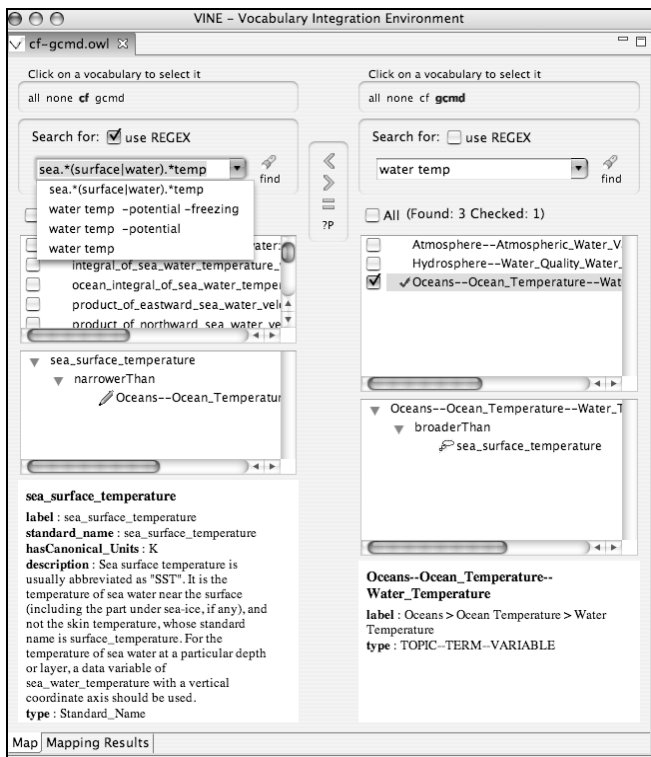 VINE – Vocabulary Integration Environment
cf-gcmd.owl
Click on a vocabulary to select it
all none cf gcmd
Search for: use REGEX
sea.*(surface|water).*temp
find
sea.*(surface|water).*temp
water temp -potential -freezing
water temp -potential
water temp
integral_of_sea_water_temperature_
ocean_integral_of_sea_water_temper
product_of_eastward_sea_water_vel
product_of_northward_sea_water_ve
sea_surface_temperature
narrowerThan
Oceans--Ocean_Temperatur
sea_surface_temperature
label : sea_surface_temperature
standard_name : sea_surface_temperature
hasCanonical_Units : K
description : Sea surface temperature is
usually abbreviated as "SST". It is the
temperature of sea water near the surface
(including the part under sea-ice, if any), and
not the skin temperature, whose standard
name is surface_temperature. For the
temperature of sea water at a particular depth
or layer, a data variable of
sea_water_temperature with a vertical
coordinate axis should be used.
type : Standard_Name
?P
Click on a vocabulary to select it
all none cf gcmd
Search for: use REGEX
water temp
find
All (Found: 3 Checked: 1)
Atmosphere--Atmospheric_Water_V
Hydrosphere--Water_Quality_Water_
Oceans--Ocean_Temperature--Wat
Oceans--Ocean_Temperature--Water_T
broaderThan
sea_surface_temperature
Oceans--Ocean_Temperature--
Water_Temperature
label : Oceans > Ocean Temperature > Water
Temperature
type : TOPIC--TERM--VARIABLE
Map
Mapping Results